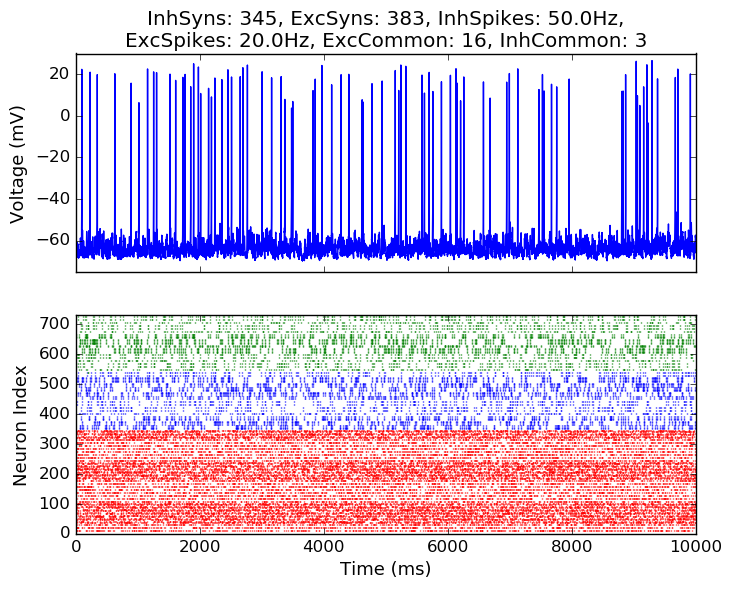 InhSyns: 345, ExcSyns: 383, InhSpikes: 50.0Hz,
ExcSpikes: 20.0Hz, ExcCommon: 16, InhCommon: 3
20
0
−20
−40
−60
Voltage (mV)
700
600
500
400
300
200
100
0
Neuron Index
0 2000 4000 6000 8000 10000
Time (ms)